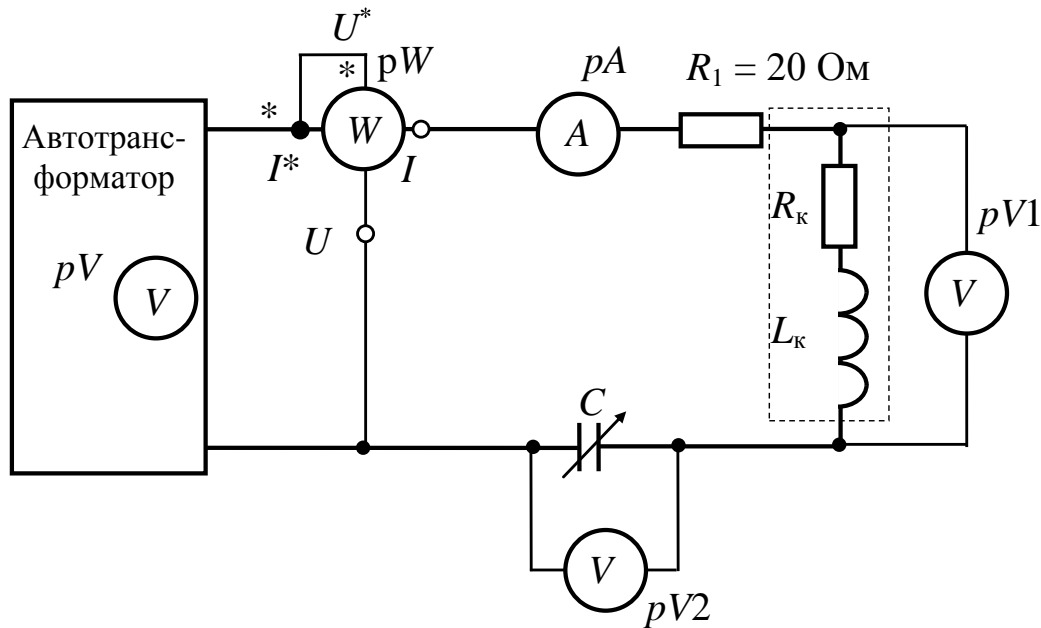 U*
* pW
pA
R₁ = 20 Ом
*
Автотранс-
форматор
W
A
I*
I
Rк
pV1
U
pV
V
V
Lк
C
V
pV2